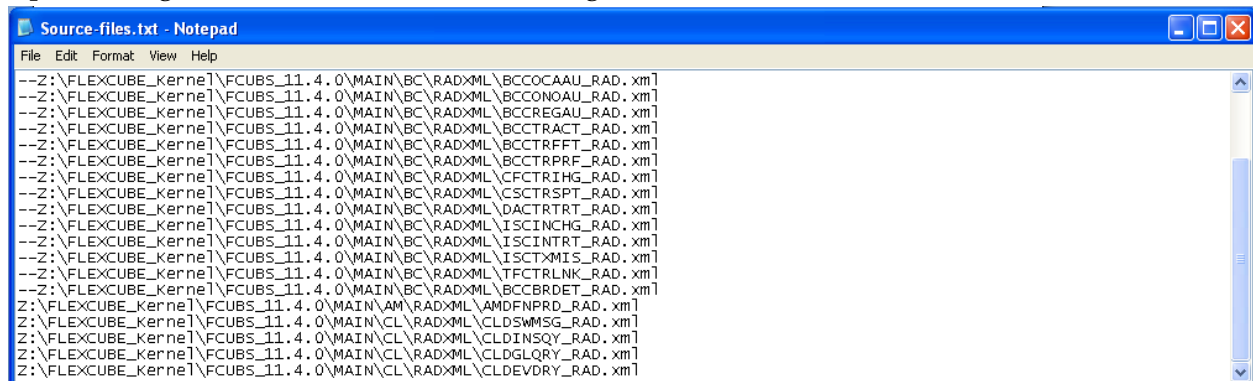 Source-files.txt - Notepad
File Edit Format View Help
--Z:\FLEXCUBE_Kernel\FCUBS_11.4.0\MAIN\BC\RADXML\BCCOCAAU_RAD.xml
--Z:\FLEXCUBE_Kernel\FCUBS_11.4.0\MAIN\BC\RADXML\BCCONOAU_RAD.xml
--Z:\FLEXCUBE_Kernel\FCUBS_11.4.0\MAIN\BC\RADXML\BCCREGAU_RAD.xml
--Z:\FLEXCUBE_Kernel\FCUBS_11.4.0\MAIN\BC\RADXML\BCCTRACT_RAD.xml
--Z:\FLEXCUBE_Kernel\FCUBS_11.4.0\MAIN\BC\RADXML\BCCTRFFT_RAD.xml
--Z:\FLEXCUBE_Kernel\FCUBS_11.4.0\MAIN\BC\RADXML\BCCTRPRF_RAD.xml
--Z:\FLEXCUBE_Kernel\FCUBS_11.4.0\MAIN\BC\RADXML\CFCTRIHG_RAD.xml
--Z:\FLEXCUBE_Kernel\FCUBS_11.4.0\MAIN\BC\RADXML\CSCTRSPT_RAD.xml
--Z:\FLEXCUBE_Kernel\FCUBS_11.4.0\MAIN\BC\RADXML\DACTRTRT_RAD.xml
--Z:\FLEXCUBE_Kernel\FCUBS_11.4.0\MAIN\BC\RADXML\ISCINCHG_RAD.xml
--Z:\FLEXCUBE_Kernel\FCUBS_11.4.0\MAIN\BC\RADXML\ISCINTRT_RAD.xml
--Z:\FLEXCUBE_Kernel\FCUBS_11.4.0\MAIN\BC\RADXML\ISCTXMIS_RAD.xml
--Z:\FLEXCUBE_Kernel\FCUBS_11.4.0\MAIN\BC\RADXML\TFCTRLNK_RAD.xml
--Z:\FLEXCUBE_Kernel\FCUBS_11.4.0\MAIN\BC\RADXML\BCCBRDET_RAD.xml
Z:\FLEXCUBE_Kernel\FCUBS_11.4.0\MAIN\AM\RADXML\AMDFNPRD_RAD.xml
Z:\FLEXCUBE_Kernel\FCUBS_11.4.0\MAIN\CL\RADXML\CLDSWMSG_RAD.xml
Z:\FLEXCUBE_Kernel\FCUBS_11.4.0\MAIN\CL\RADXML\CLDINSQY_RAD.xml
Z:\FLEXCUBE_Kernel\FCUBS_11.4.0\MAIN\CL\RADXML\CLDGLQRY_RAD.xml
Z:\FLEXCUBE_Kernel\FCUBS_11.4.0\MAIN\CL\RADXML\CLDEVDRY_RAD.xml